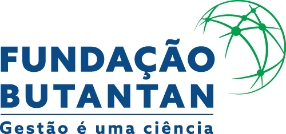 FUNDAÇÃO
BUTANTAN
Gestão é uma ciência